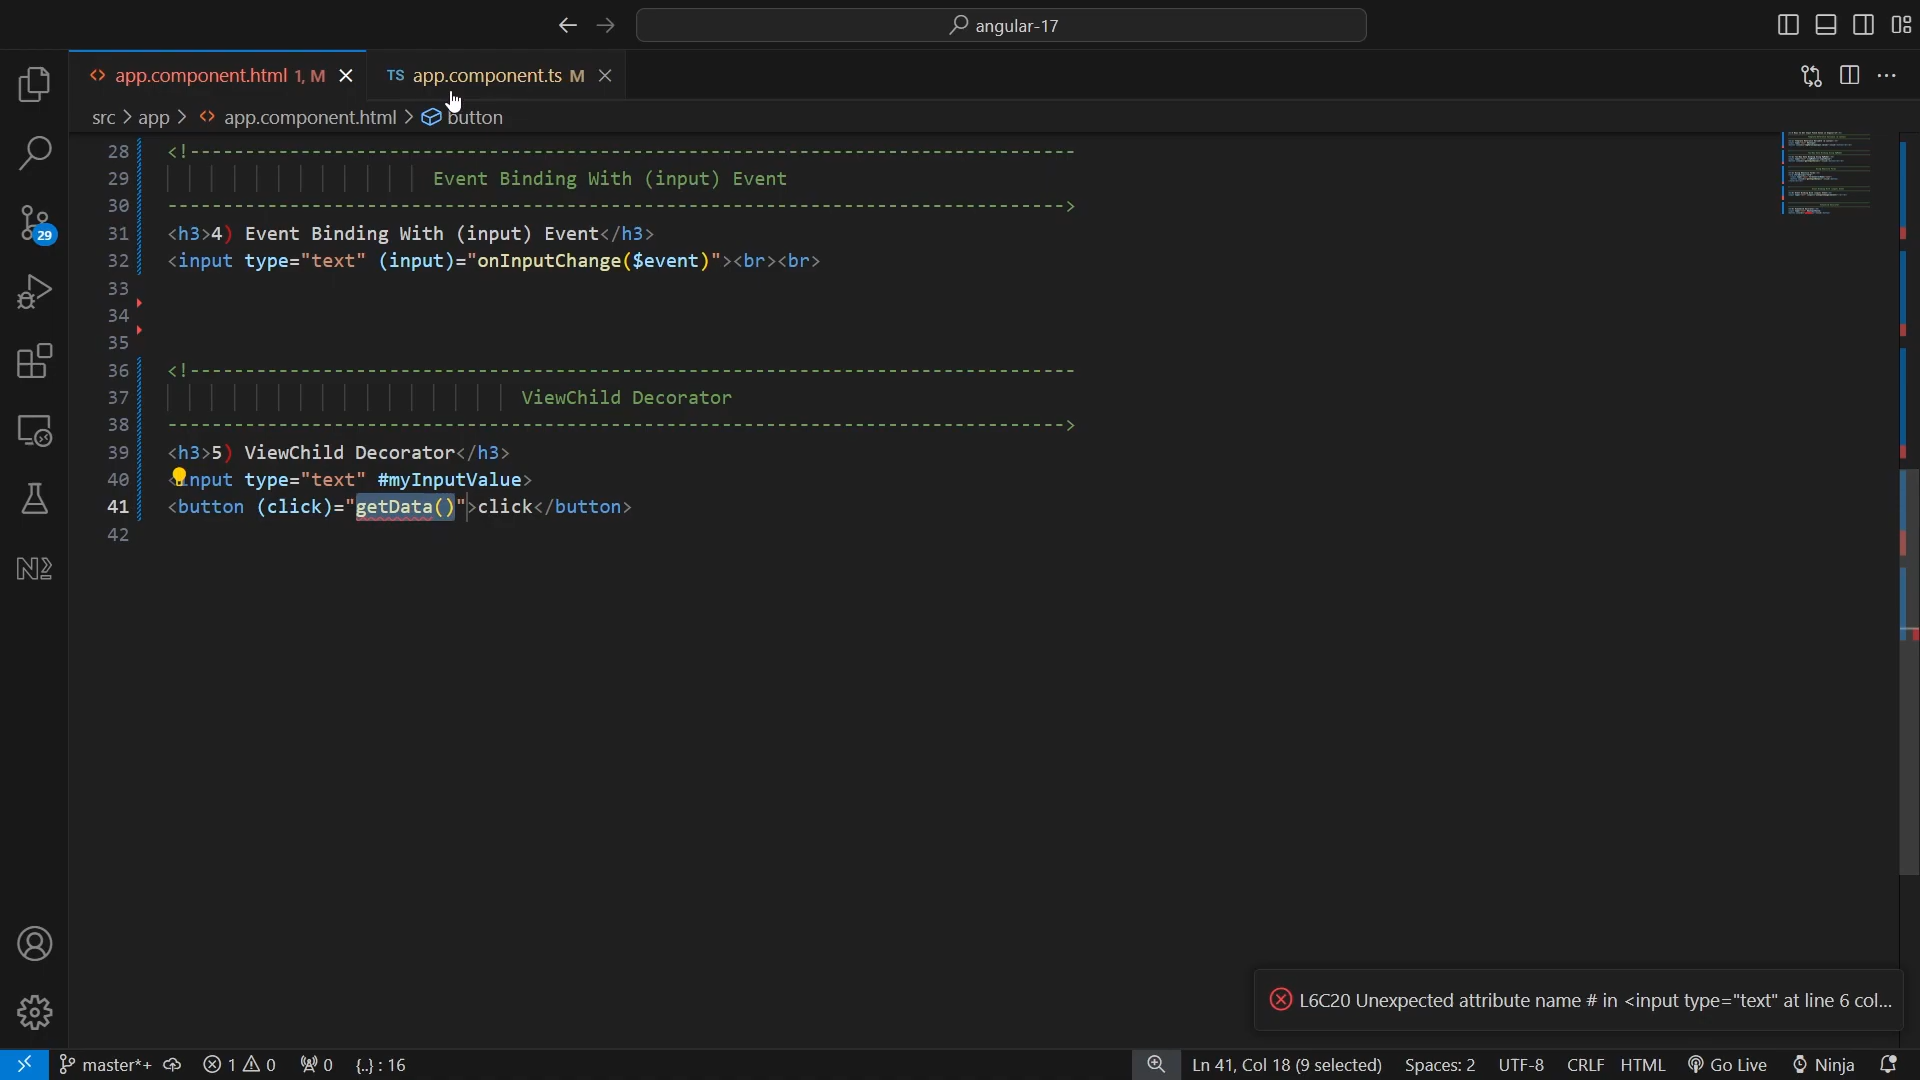 angular-17
app.component.html 1, M
TS app.component.ts M
src > app > app.component.html > button
28 <!--------------------------------------------------------------------------------
29 Event Binding With (input) Event
30 --------------------------------------------------------------------------------->
31 <h3>4) Event Binding With (input) Event</h3>
32 <input type="text" (input)="onInputChange($event)"><br><br>
33
34
35
36 <!--------------------------------------------------------------------------------
37 ViewChild Decorator
38 --------------------------------------------------------------------------------->
39 <h3>5) ViewChild Decorator</h3>
40 <input type="text" #myInputValue>
41 <button (click)="getData()">click</button>
42
29
L6C20 Unexpected attribute name # in <input type="text" at line 6 col...
master*+ 1 0 0 {..} : 16 Ln 41, Col 18 (9 selected) Spaces: 2 UTF-8 CRLF HTML Go Live Ninja